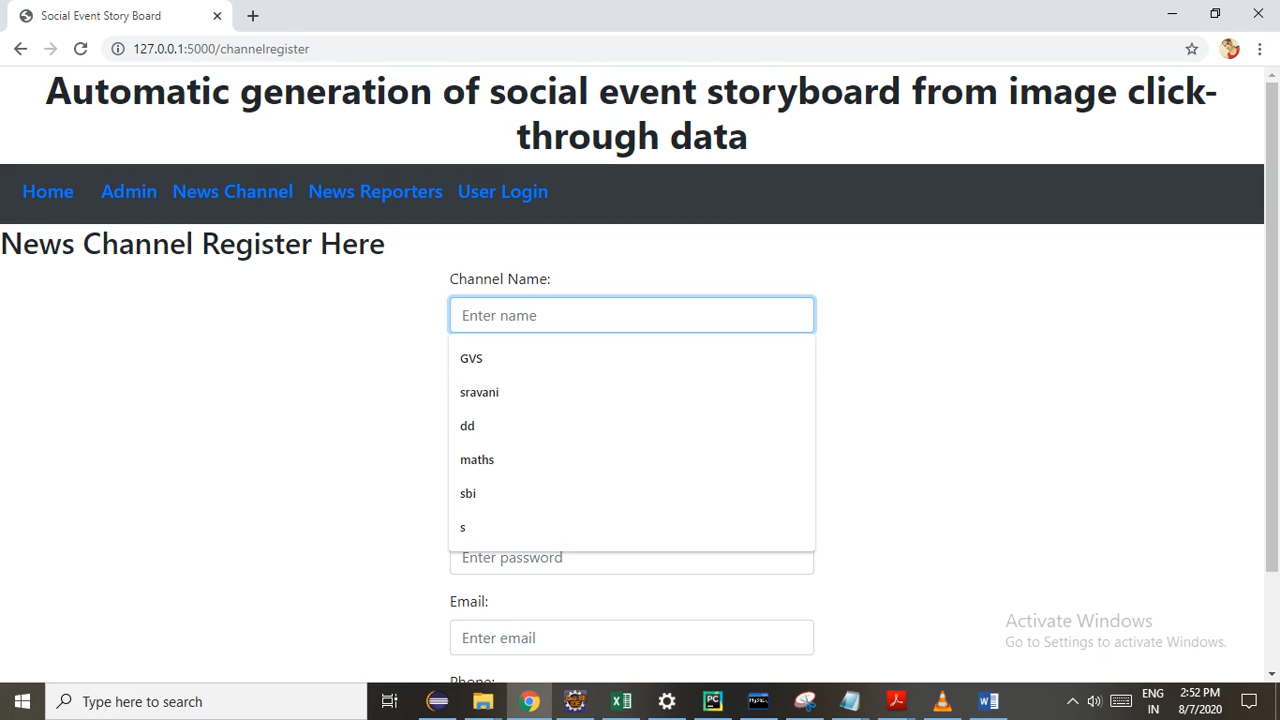 Social Event Story Board
127.0.0.1:5000/channelregister
Automatic generation of social event storyboard from image click-
through data
Home Admin News Channel News Reporters User Login
News Channel Register Here
Channel Name:
Enter name
GVS
sravani
dd
maths
sbi
s
Enter password
Email:
Enter email
Phone:
Activate Windows
Go to Settings to activate Windows.
Type here to search
ENG
IN
2:52 PM
8/7/2020